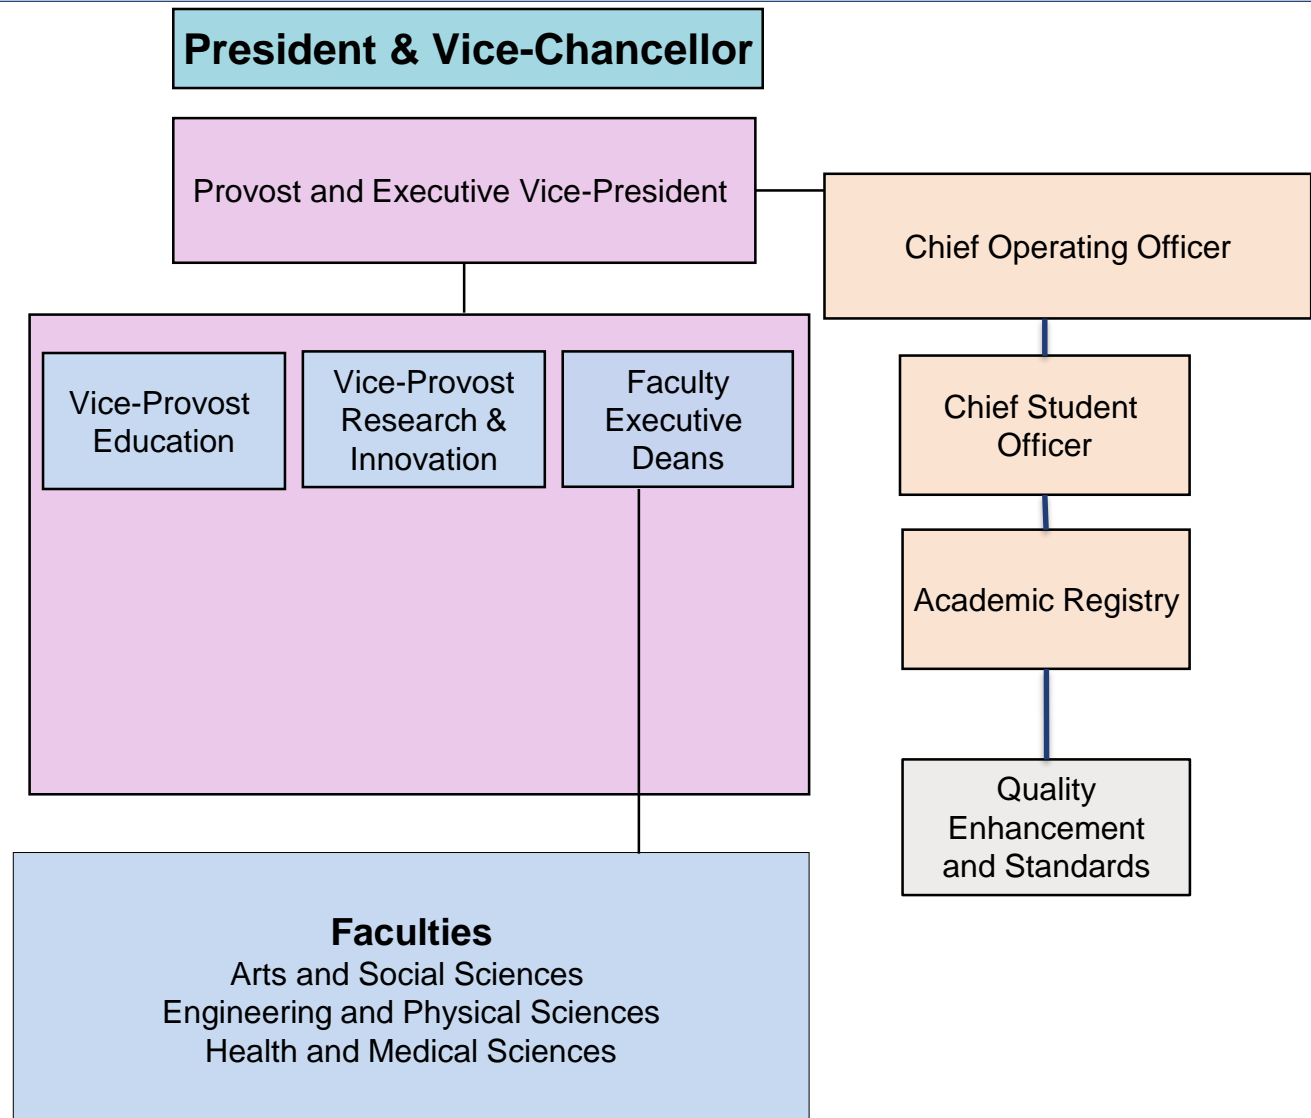 President & Vice-Chancellor
Provost and Executive Vice-President
Chief Operating Officer
Vice-Provost
Education
Vice-Provost
Research &
Innovation
Faculty
Executive
Deans
Chief Student
Officer
Academic Registry
Quality
Enhancement
and Standards
Faculties
Arts and Social Sciences
Engineering and Physical Sciences
Health and Medical Sciences